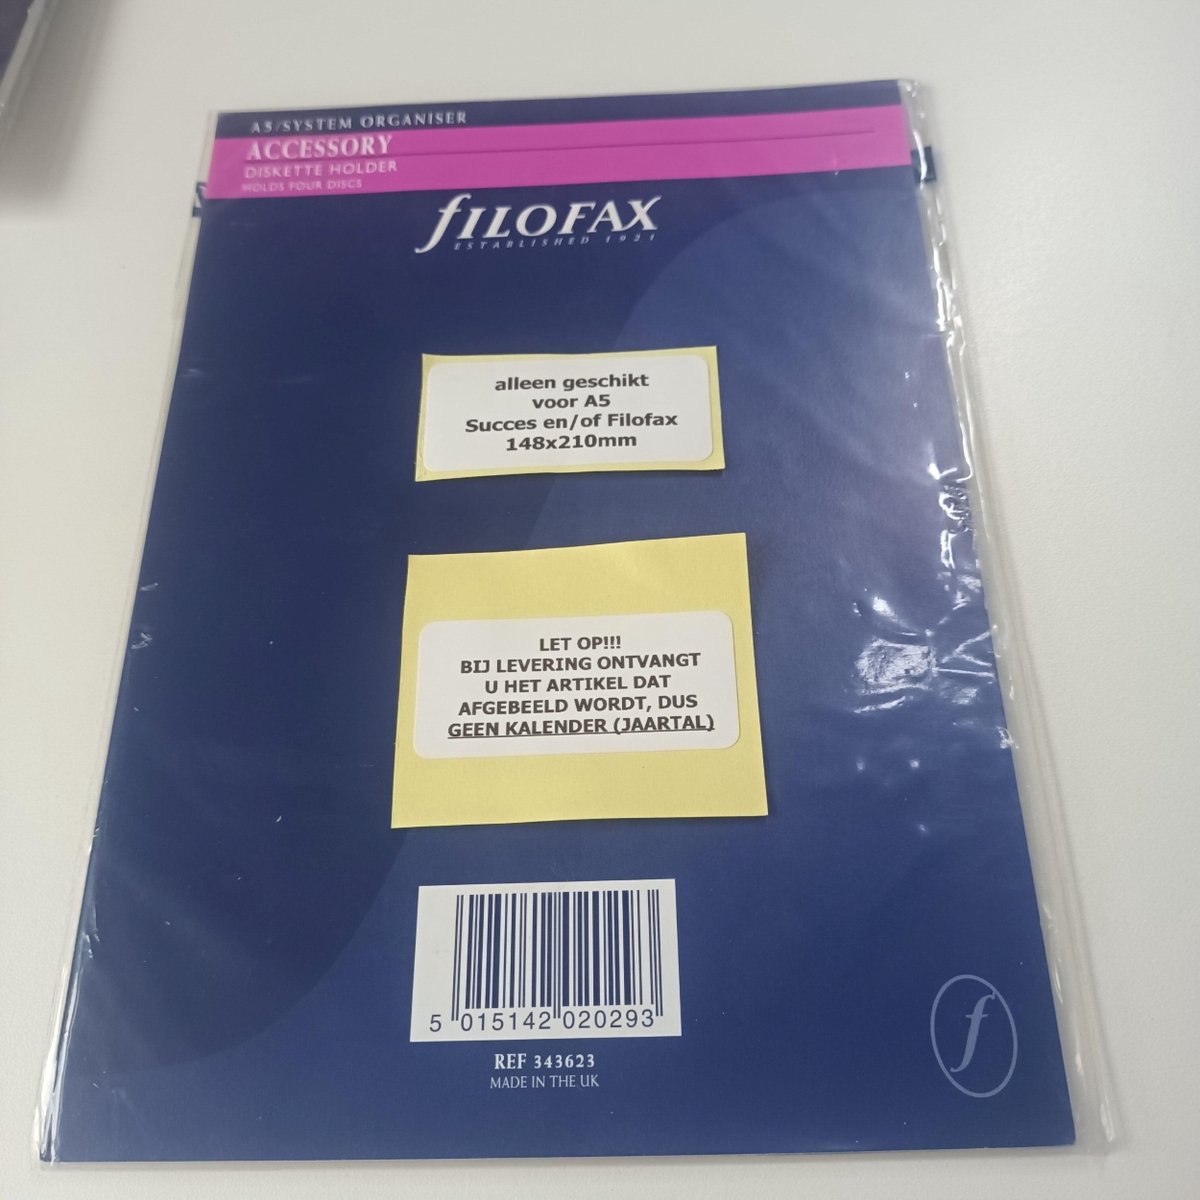 A5/SYSTEM ORGANISER
ACCESSORY
DISKETTE HOLDER
HOLDS FOUR DISCS
fILOFAX
ESTABLISHED 1921
alleen geschikt
voor A5
Succes en/of Filofax
148x210mm
LET OP!!!
BIJ LEVERING ONTVANGT
U HET ARTIKEL DAT
AFGEBEELD WORDT, DUS
GEEN KALENDER (JAARTAL)
5 015142 020293
REF 343623
MADE IN THE UK
f